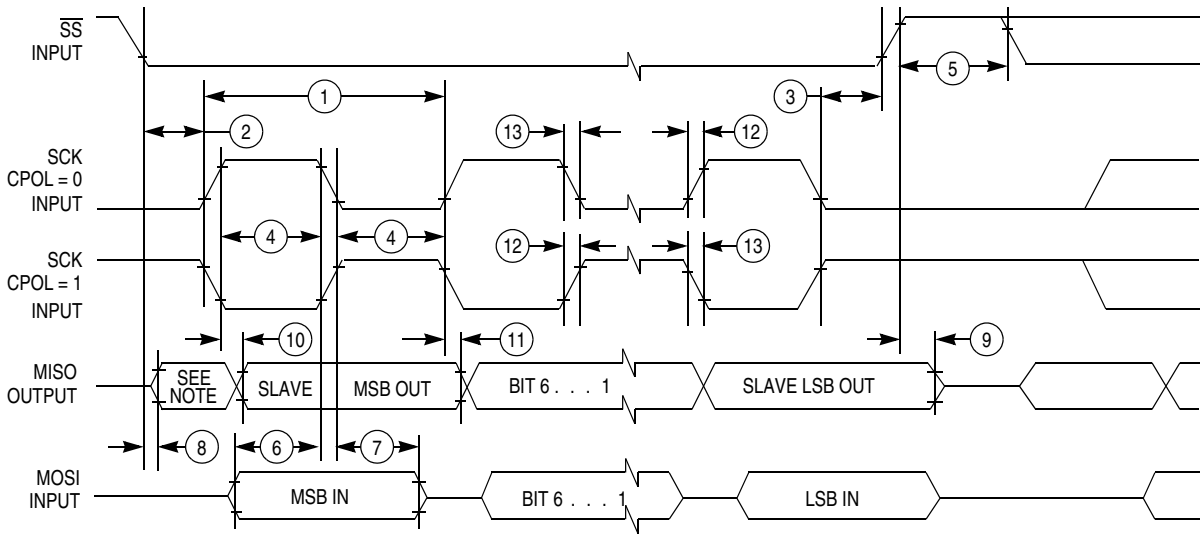 SS
INPUT
1
2
3
5
SCK
CPOL = 0
INPUT
13
12
4
4
SCK
CPOL = 1
INPUT
12
13
10
11
9
MISO
OUTPUT
SEE
NOTE
SLAVE
MSB OUT
BIT 6 . . . 1
SLAVE LSB OUT
8
6
7
MOSI
INPUT
MSB IN
BIT 6 . . . 1
LSB IN